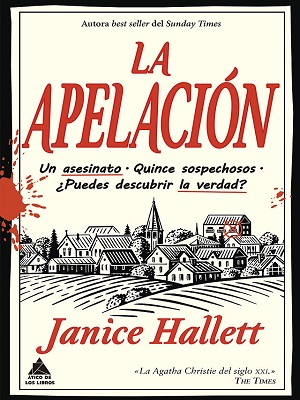 Autora best seller del Sunday Times
LA
APELACIÓN
Un asesinato · Quince sospechosos ·
¿Puedes descubrir la verdad?
Janice Hallett
«La Agatha Christie del siglo XXI.»
THE TIMES
ÁTICO DE
LOS LIBROS